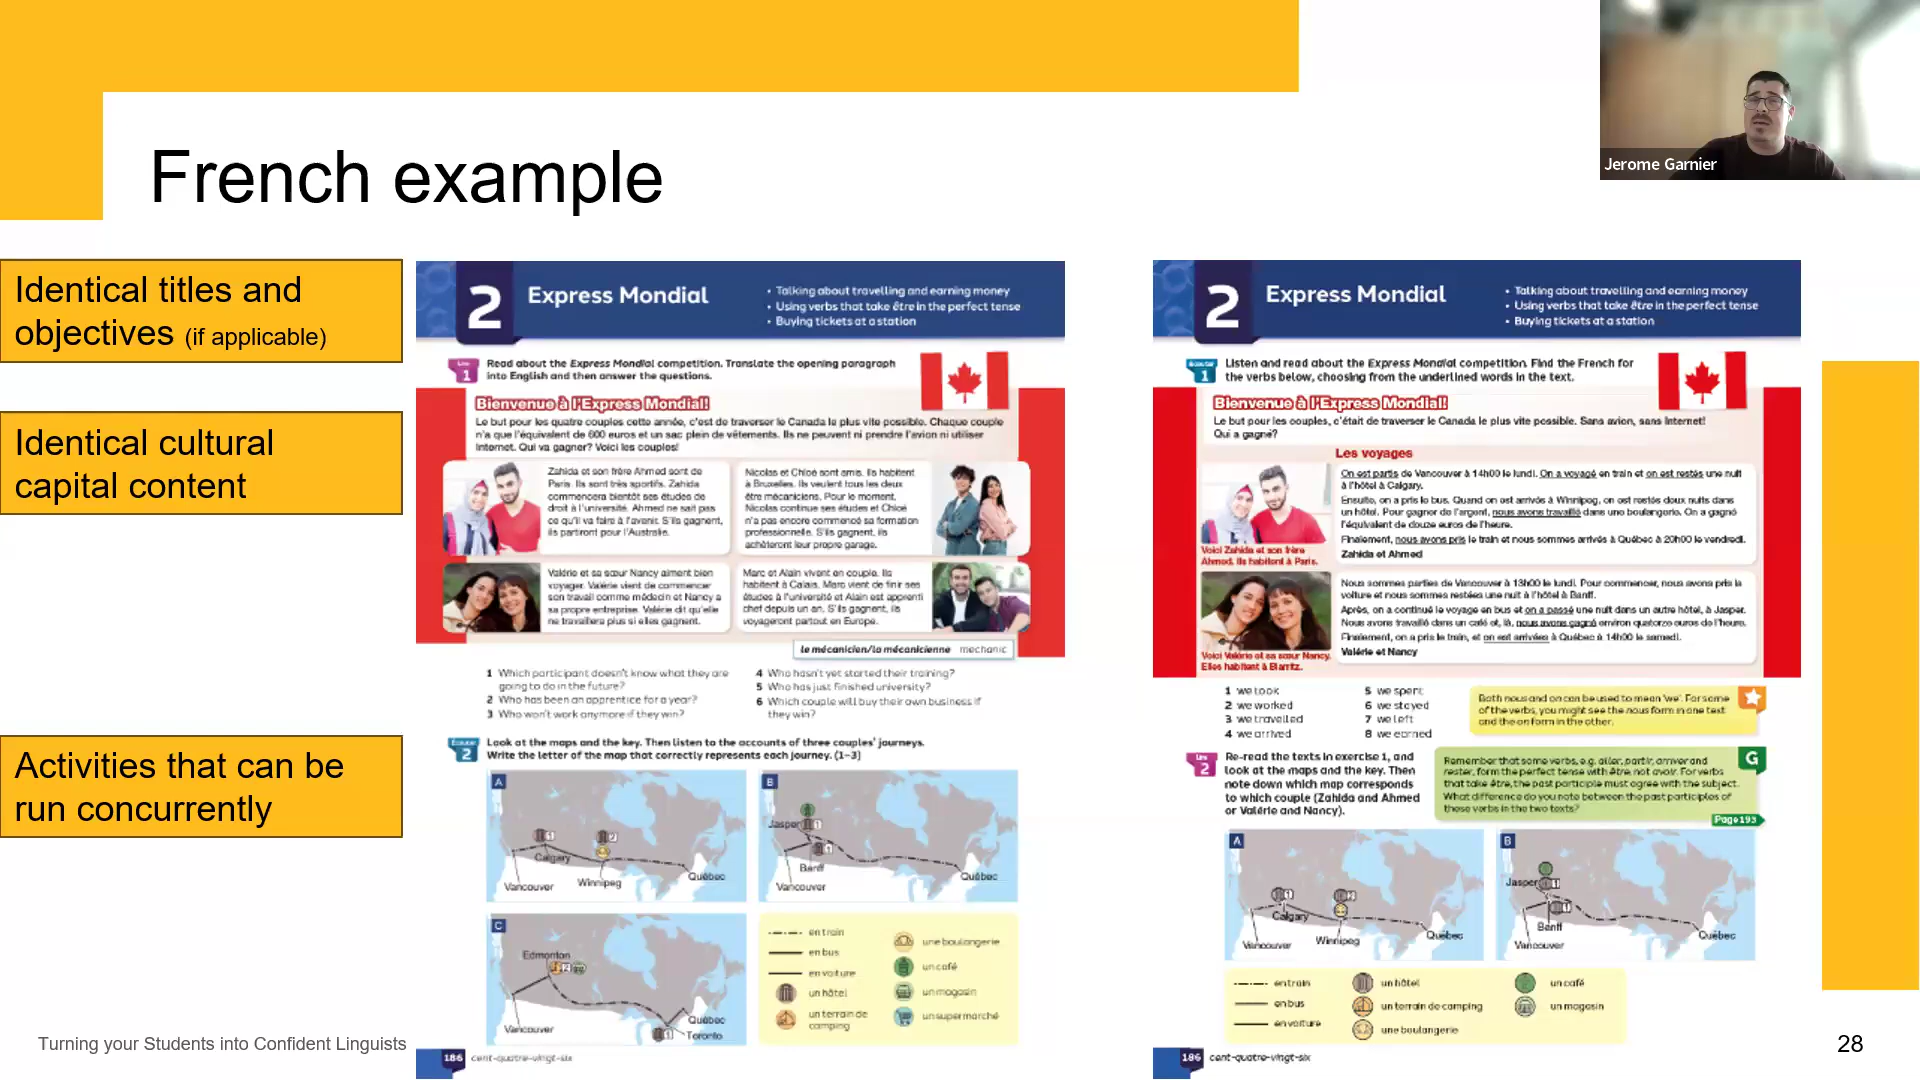 Jerome Garnier
French example
Identical titles and
objectives (if applicable)
Identical cultural
capital content
Activities that can be
run concurrently
2
Express Mondial
• Talking about travelling and earning money
• Using verbs that take être in the perfect tense
• Buying tickets at a station
1
Read about the Express Mondial competition. Translate the opening paragraph
into English and then answer the questions.
Bienvenue à l'Express Mondial!
Le but pour les quatre couples cette année, c'est de traverser le Canada le plus vite possible. Chaque couple
n'a que l'équivalent de 600 euros et un sac plein de vêtements. Ils ne peuvent ni prendre l'avion ni utiliser
Internet. Qui va gagner? Voici les couples!
Zahida et son frère Ahmed sont de
Paris. Ils sont très sportifs. Zahida
commencera bientôt ses études de
droit à l'université. Ahmed ne sait pas
ce qu'il va faire à l'avenir. S'ils gagnent,
ils partiront pour l'Australie.
Nicolas et Chloé sont amis. Ils habitent
à Bruxelles. Ils veulent tous les deux
être mécaniciens. Pour le moment,
Nicolas continue ses études et Chloé
n'a pas encore commencé sa formation
professionnelle. S'ils gagnent, ils
achèteront leur propre garage.
Valérie et sa sœur Nancy aiment bien
voyager. Valérie vient de commencer
son travail comme médecin et Nancy a
sa propre entreprise. Valérie dit qu'elle
ne travaillera plus si elles gagnent.
Marc et Alain vivent en couple. Ils
habitent à Calais. Marc vient de finir ses
études à l'université et Alain est apprenti
chef depuis un an. S'ils gagnent, ils
voyageront partout en Europe.
le mécanicien/la mécanicienne mechanic
1 Which participant doesn't know what they are
going to do in the future?
2 Who has been an apprentice for a year?
3 Who won't work anymore if they win?
4 Who hasn't yet started their training?
5 Who has just finished university?
6 Which couple will buy their own business if
they win?
2
Look at the maps and the key. Then listen to the accounts of three couples' journeys.
Write the letter of the map that correctly represents each journey. (1–3)
A
1
2
Calgary
Vancouver
Winnipeg
Québec
B
Jasper
1
1
Banff
Vancouver
Québec
C
Edmonton
2
Vancouver
Québec
1
Toronto
en train
en bus
en voiture
un hôtel
un terrain de
camping
une boulangerie
un café
un magasin
un supermarché
186 cent-quatre-vingt-six
2
Express Mondial
• Talking about travelling and earning money
• Using verbs that take être in the perfect tense
• Buying tickets at a station
Écouter
1
Listen and read about the Express Mondial competition. Find the French for
the verbs below, choosing from the underlined words in the text.
Bienvenue à l'Express Mondial!
Le but pour les couples, c'était de traverser le Canada le plus vite possible. Sans avion, sans Internet!
Qui a gagné?
Les voyages
On est partis de Vancouver à 14h00 le lundi. On a voyagé en train et on est restés une nuit
à l'hôtel à Calgary.
Ensuite, on a pris le bus. Quand on est arrivés à Winnipeg, on est restés deux nuits dans
un hôtel. Pour gagner de l'argent, nous avons travaillé dans une boulangerie. On a gagné
l'équivalent de douze euros de l'heure.
Finalement, nous avons pris le train et nous sommes arrivés à Québec à 20h00 le vendredi.
Zahida et Ahmed
Voici Zahida et son frère
Ahmed. Ils habitent à Paris.
Nous sommes parties de Vancouver à 13h00 le lundi. Pour commencer, nous avons pris la
voiture et nous sommes restées une nuit à l'hôtel à Banff.
Après, on a continué le voyage en bus et on a passé une nuit dans un autre hôtel, à Jasper.
Nous avons travaillé dans un café et, là, nous avons gagné environ quatorze euros de l'heure.
Finalement, on a pris le train, et on est arrivées à Québec à 14h00 le samedi.
Valérie et Nancy
Voici Valérie et sa sœur Nancy.
Elles habitent à Biarritz.
1 we took
2 we worked
3 we travelled
4 we arrived
5 we spent
6 we stayed
7 we left
8 we earned
Both nous and on can be used to mean 'we'. For some
of the verbs, you might see the nous form in one text
and the on form in the other.
2
Re-read the texts in exercise 1, and
look at the maps and the key. Then
note down which map corresponds
to which couple (Zahida and Ahmed
or Valérie and Nancy).
G
Remember that some verbs, e.g. aller, partir, arriver and
rester, form the perfect tense with être, not avoir. For verbs
that take être, the past participle must agree with the subject.
What difference do you note between the past participles of
these verbs in the two texts?
Page 193
A
1
2
Calgary
Vancouver
Winnipeg
Québec
B
Jasper
1
1
Banff
Vancouver
Québec
en train
en bus
en voiture
un hôtel
un terrain de camping
une boulangerie
un café
un magasin
186 cent-quatre-vingt-six
Turning your Students into Confident Linguists
28